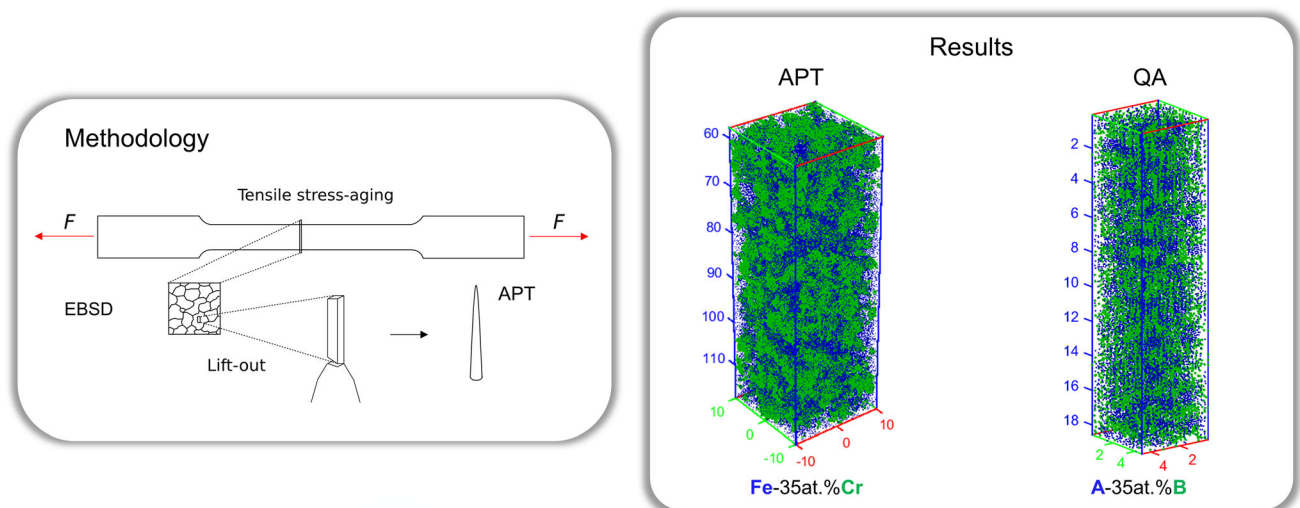 Methodology
Tensile stress-aging
F
F
EBSD
Lift-out
APT
Results
APT
60
70
80
90
100
110
10
0
-10
-10
0
10
Fe-35at.%Cr
QA
2
4
6
8
10
12
14
16
18
2
4
4
2
A-35at.%B